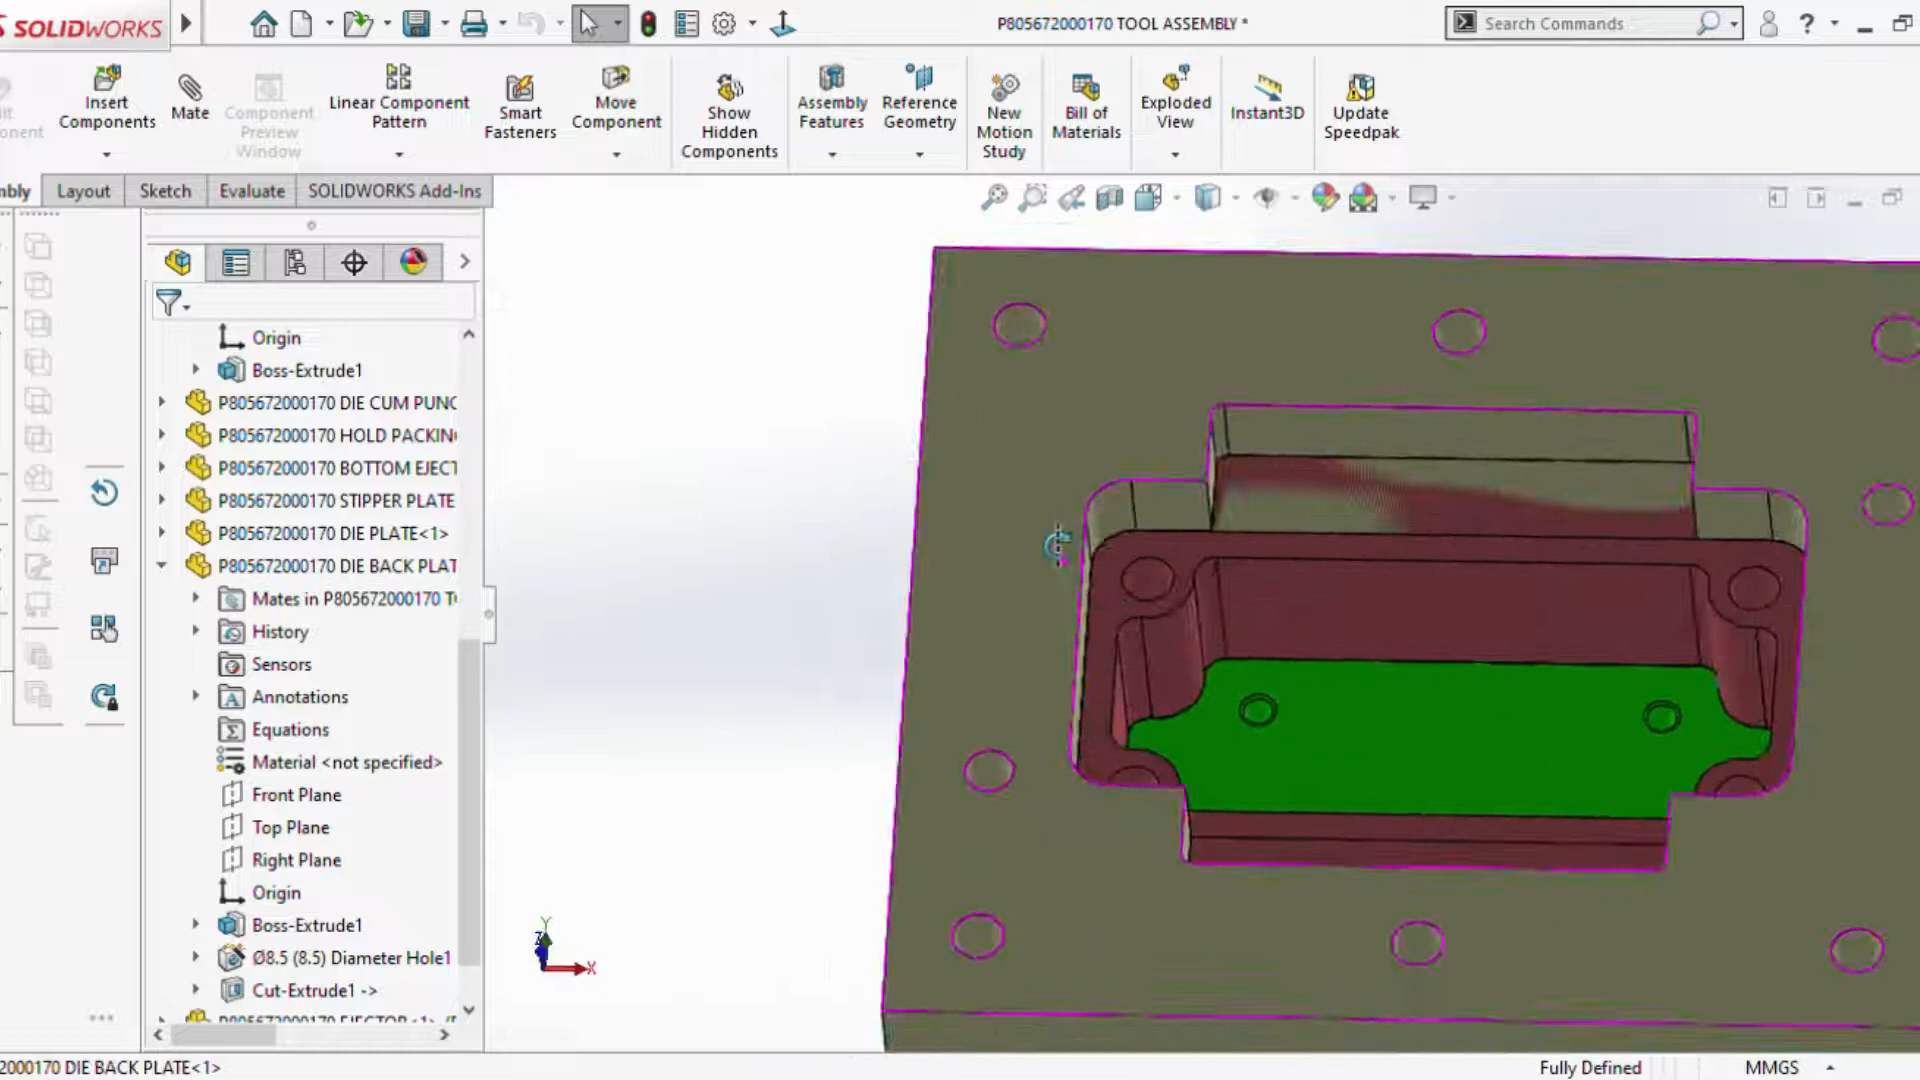 SOLIDWORKS
P805672000170 TOOL ASSEMBLY *
Search Commands
?
Insert
Components
Mate
Component
Preview
Window
Linear Component
Pattern
Smart
Fasteners
Move
Component
Show
Hidden
Components
Assembly
Features
Reference
Geometry
New
Motion
Study
Bill of
Materials
Exploded
View
Instant3D
Update
Speedpak
mbly
Layout
Sketch
Evaluate
SOLIDWORKS Add-Ins
Origin
Boss-Extrude1
P805672000170 DIE CUM PUNC
P805672000170 HOLD PACKIN
P805672000170 BOTTOM EJECT
P805672000170 STIPPER PLATE
P805672000170 DIE PLATE<1>
P805672000170 DIE BACK PLAT
Mates in P805672000170 T
History
Sensors
Annotations
Equations
Material <not specified>
Front Plane
Top Plane
Right Plane
Origin
Boss-Extrude1
Ø8.5 (8.5) Diameter Hole1
Cut-Extrude1 ->
Y
Z
X
2000170 DIE BACK PLATE<1>
Fully Defined
MMGS